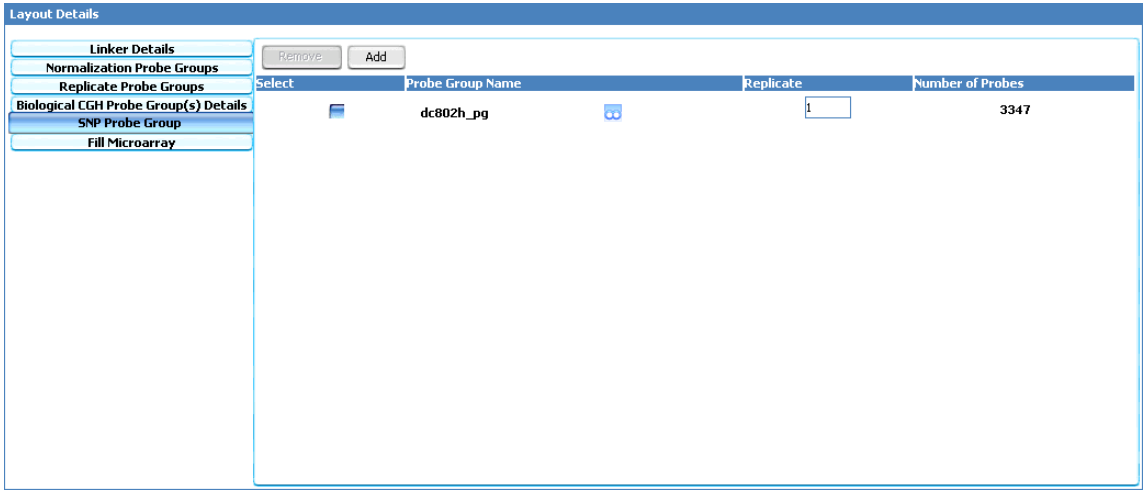 Layout Details
Linker Details
Normalization Probe Groups
Replicate Probe Groups
Biological CGH Probe Group(s) Details
SNP Probe Group
Fill Microarray
Remove Add
Select Probe Group Name Replicate Number of Probes
dc802h_pg 1 3347